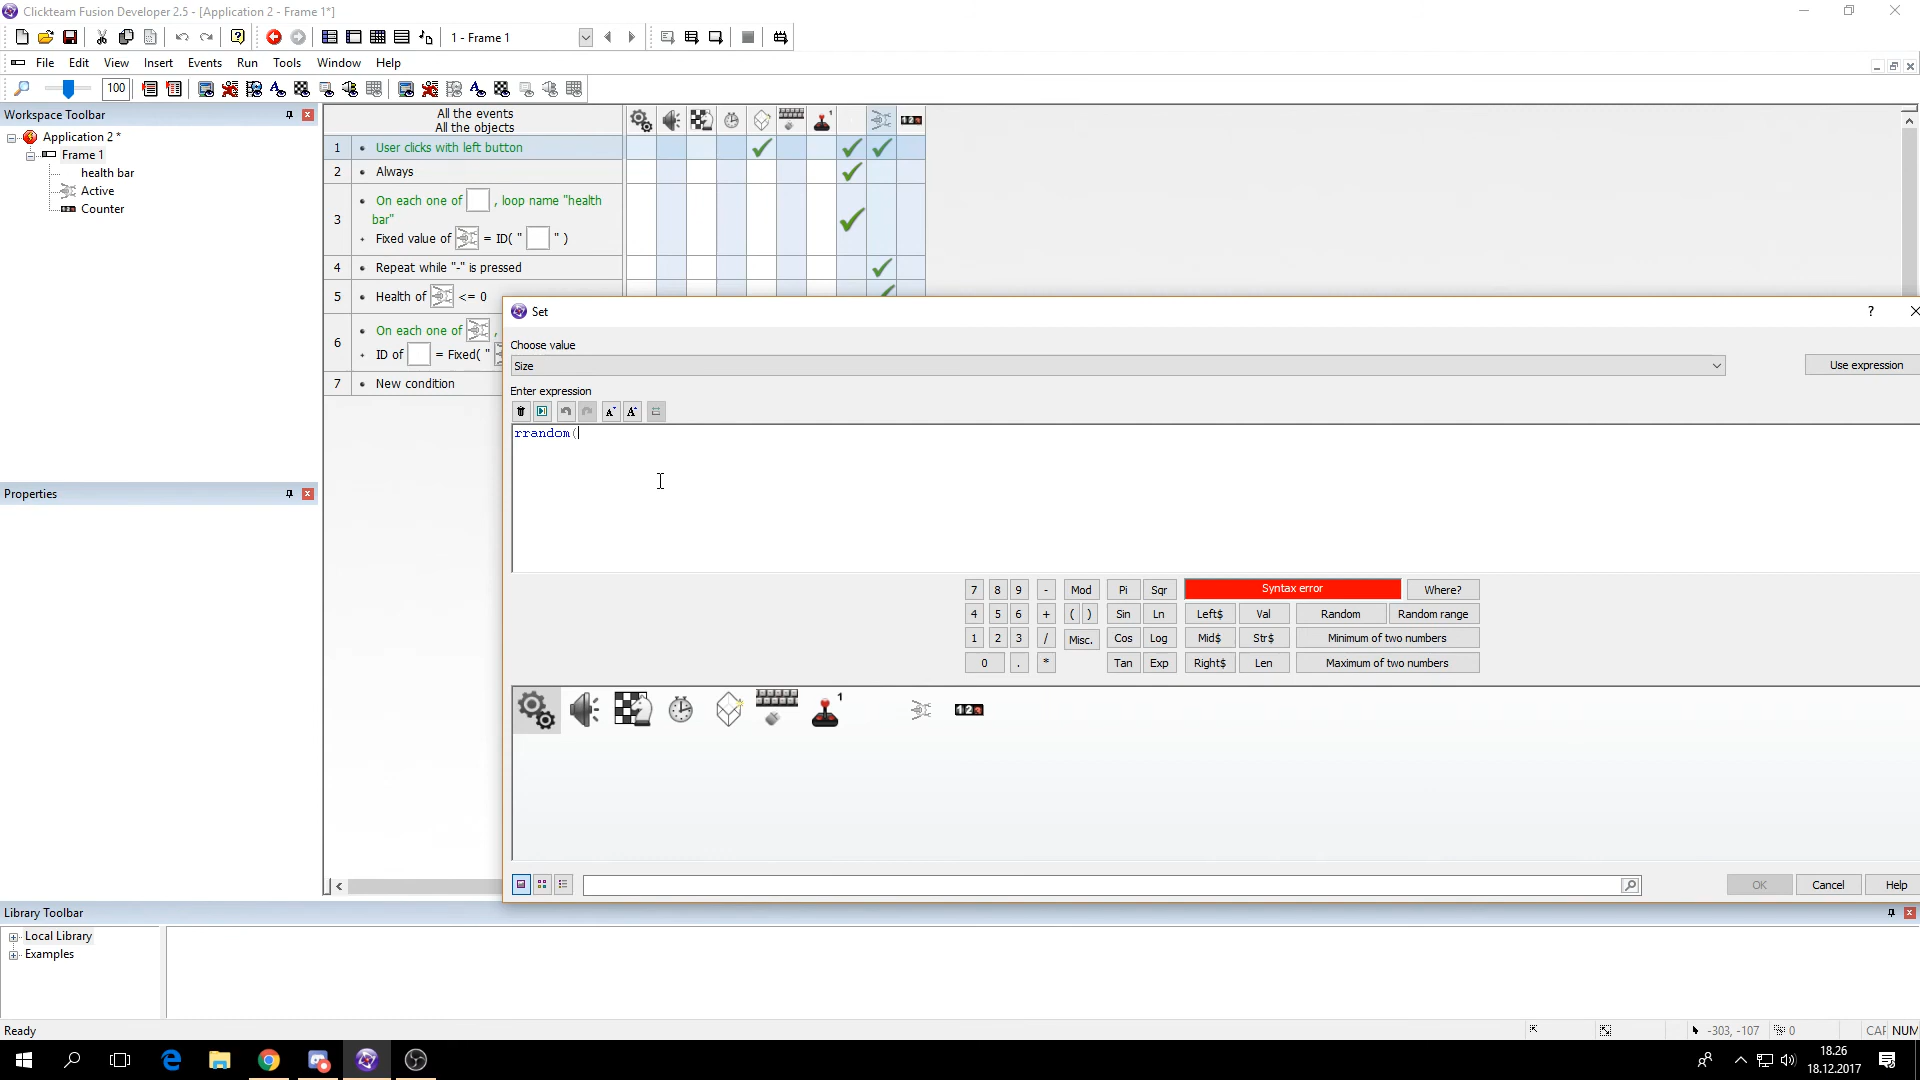 Clickteam Fusion Developer 2.5 - [Application 2 - Frame 1*]
1 - Frame 1
File Edit View Insert Events Run Tools Window Help
100
Workspace Toolbar
Application 2 *
Frame 1
health bar
Active
Counter
Properties
All the events
All the objects
1 User clicks with left button
2 Always
3 On each one of , loop name "health
bar"
Fixed value of = ID( " " )
4 Repeat while "-" is pressed
5 Health of <= 0
6 On each one of ,
ID of = Fixed( "
7 New condition
Set
Choose value
Size
Use expression
Enter expression
rrandom(
7 8 9 - Mod Pi Sqr Syntax error Where?
4 5 6 + ( ) Sin Ln Left$ Val Random Random range
1 2 3 / Misc. Cos Log Mid$ Str$ Minimum of two numbers
0 . * Tan Exp Right$ Len Maximum of two numbers
1
123
OK Cancel Help
Library Toolbar
Local Library
Examples
Ready
-303, -107
0
CAP NUM
18.26
18.12.2017